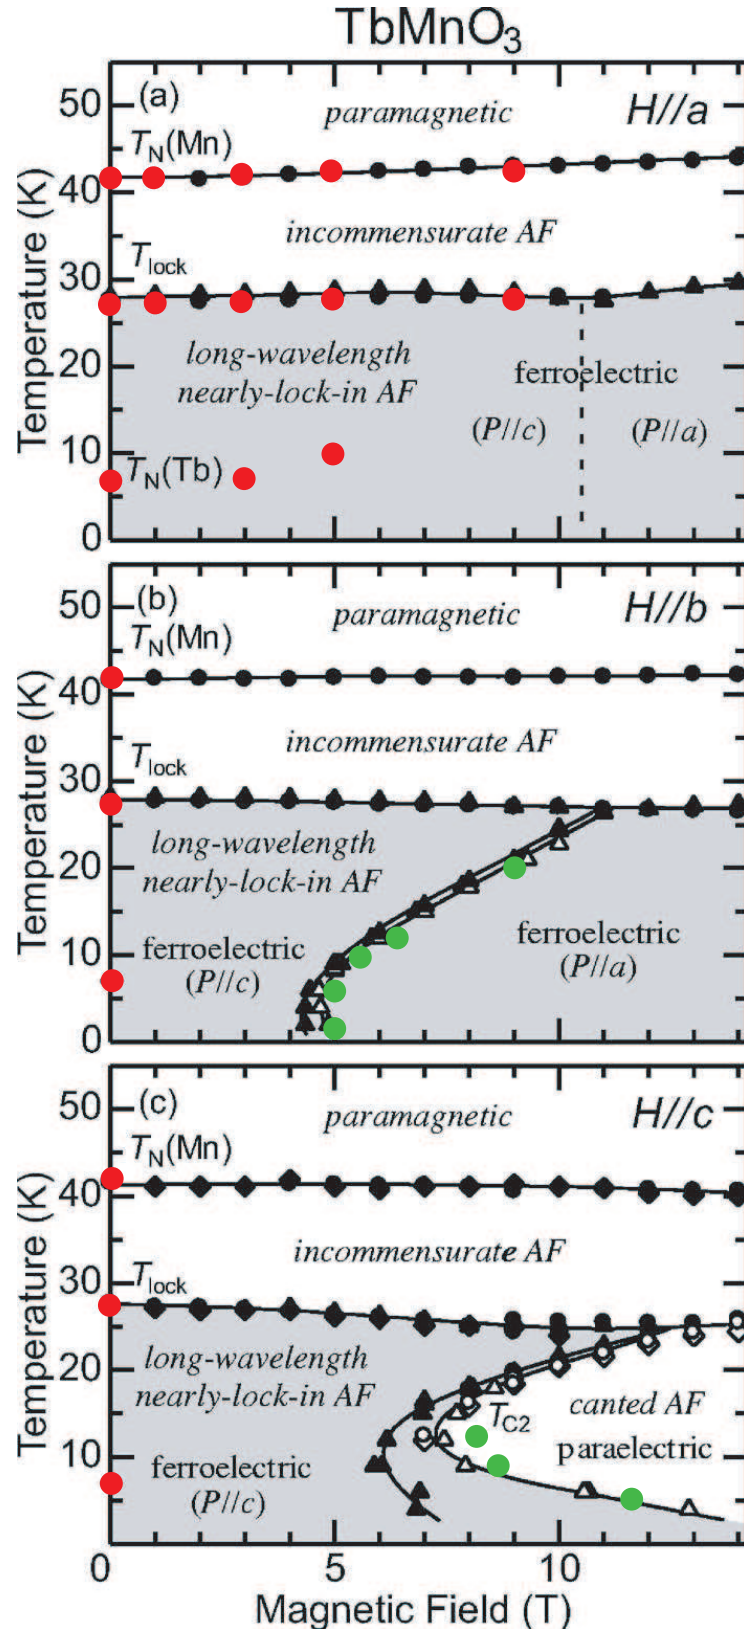 TbMnO3
(a)
paramagnetic
H//a
TN(Mn)
incommensurate AF
Tlock
long-wavelength
nearly-lock-in AF
ferroelectric
(P//c)
(P//a)
TN(Tb)
50
40
30
20
10
0
Temperature (K)
(b)
H//b
TN(Mn)
paramagnetic
incommensurate AF
Tlock
long-wavelength
nearly-lock-in AF
ferroelectric
(P//c)
ferroelectric
(P//a)
50
40
30
20
10
0
Temperature (K)
(c)
paramagnetic
H//c
TN(Mn)
incommensurate AF
Tlock
long-wavelength
nearly-lock-in AF
TC2
canted AF
paraelectric
ferroelectric
(P//c)
50
40
30
20
10
Temperature (K)
0
5
10
Magnetic Field (T)